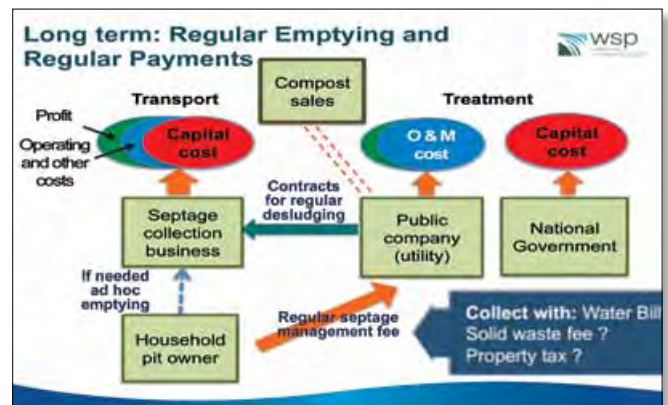 Long term: Regular Emptying and
Regular Payments
wsp
Compost
sales
Transport
Treatment
Profit
Operating
and other
costs
Capital
cost
O & M
cost
Capital
cost
Contracts
for regular
desludging
Septage
collection
business
Public
company
(utility)
National
Government
If needed
ad hoc
emptying
Regular septage
management fee
Household
pit owner
Collect with: Water Bill
Solid waste fee ?
Property tax ?